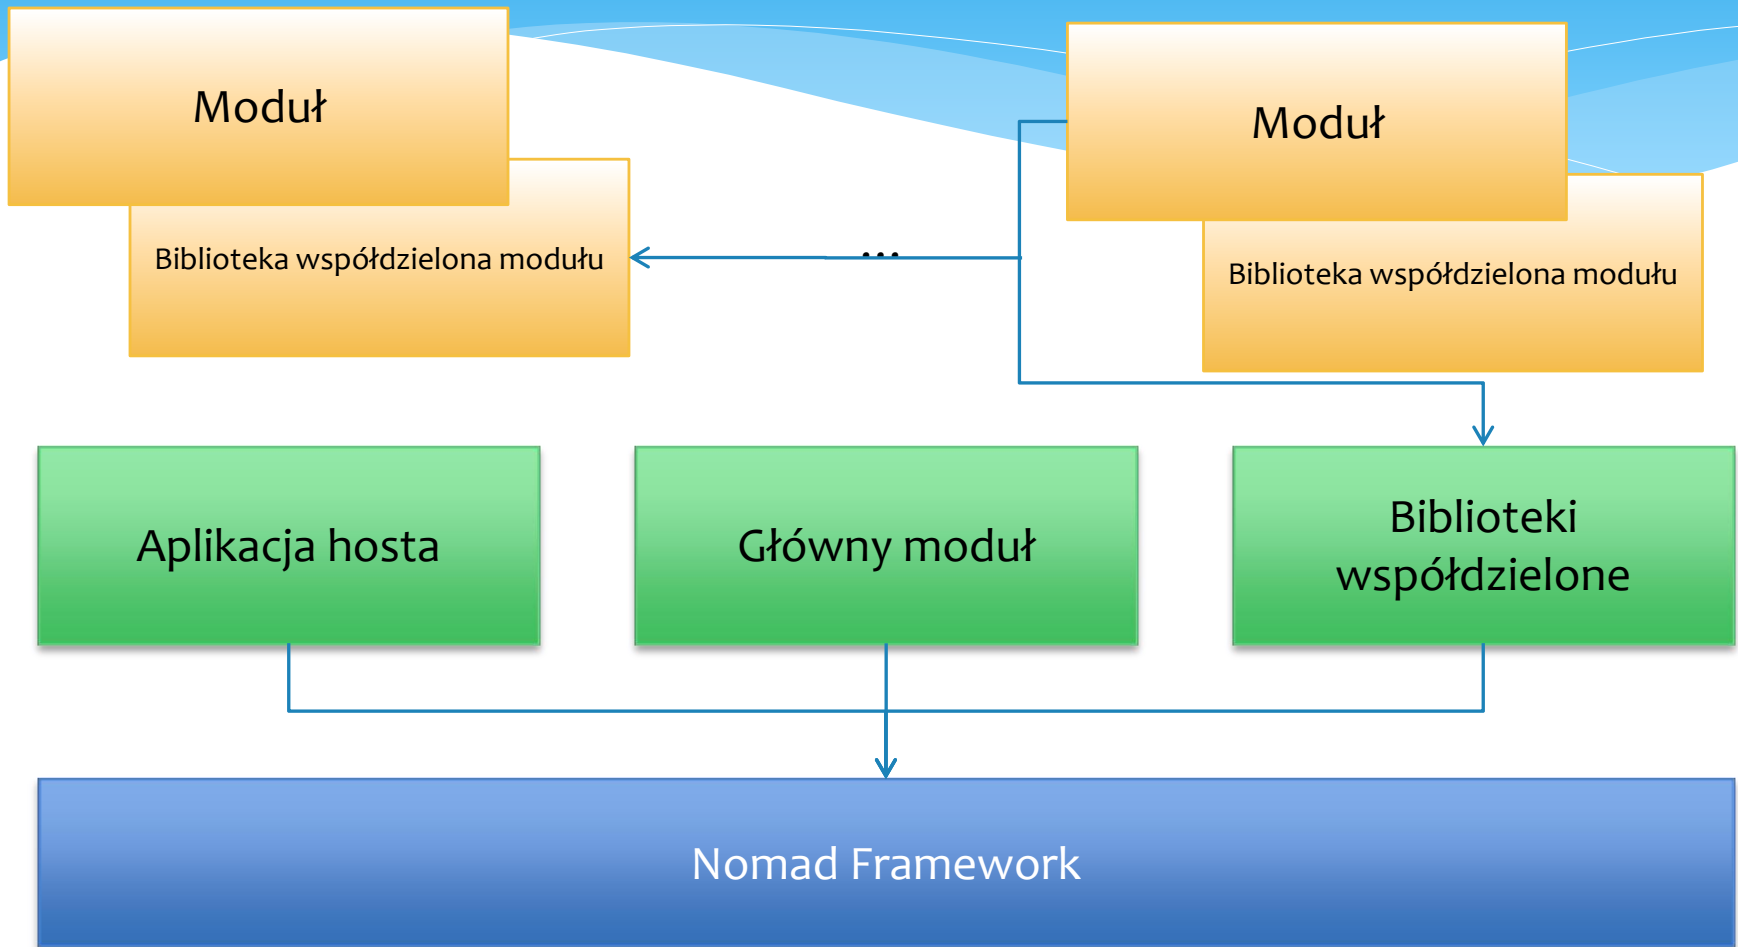 Moduł
Moduł
Biblioteka współdzielona modułu
...
Biblioteka współdzielona modułu
Aplikacja hosta
Główny moduł
Biblioteki
współdzielone
Nomad Framework